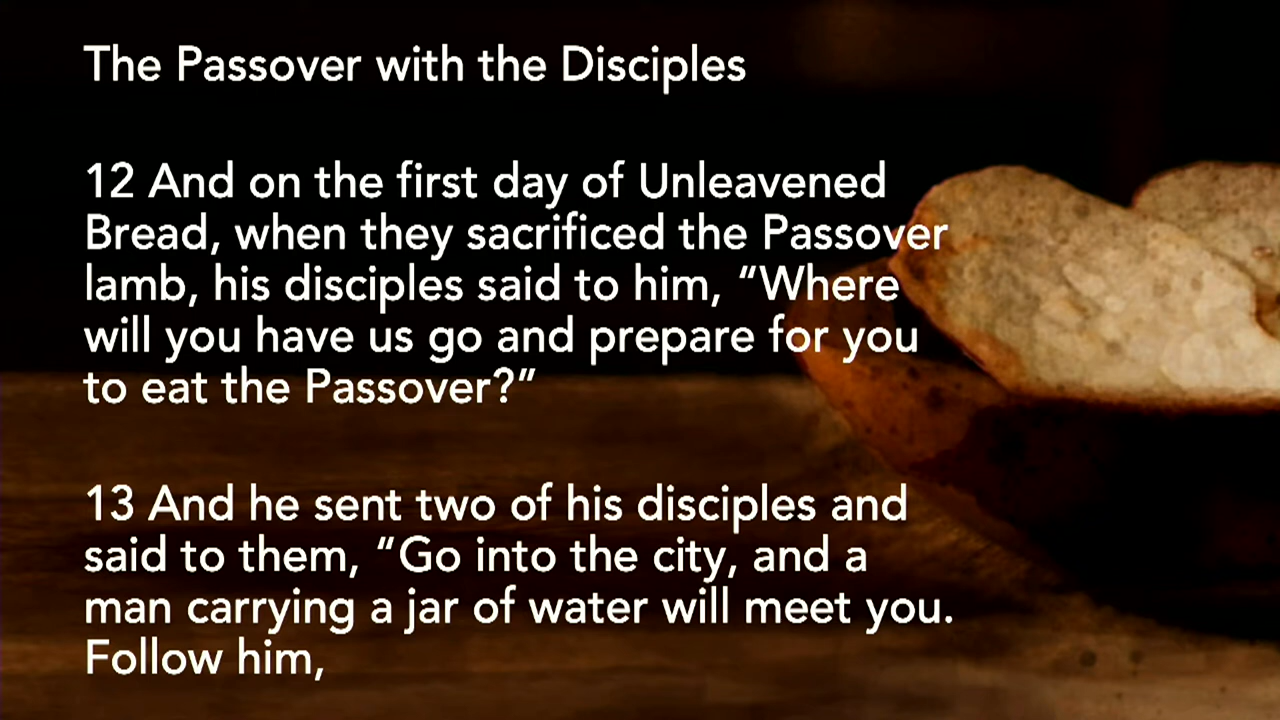 The Passover with the Disciples
12 And on the first day of Unleavened
Bread, when they sacrificed the Passover
lamb, his disciples said to him, “Where
will you have us go and prepare for you
to eat the Passover?”
13 And he sent two of his disciples and
said to them, “Go into the city, and a
man carrying a jar of water will meet you.
Follow him,